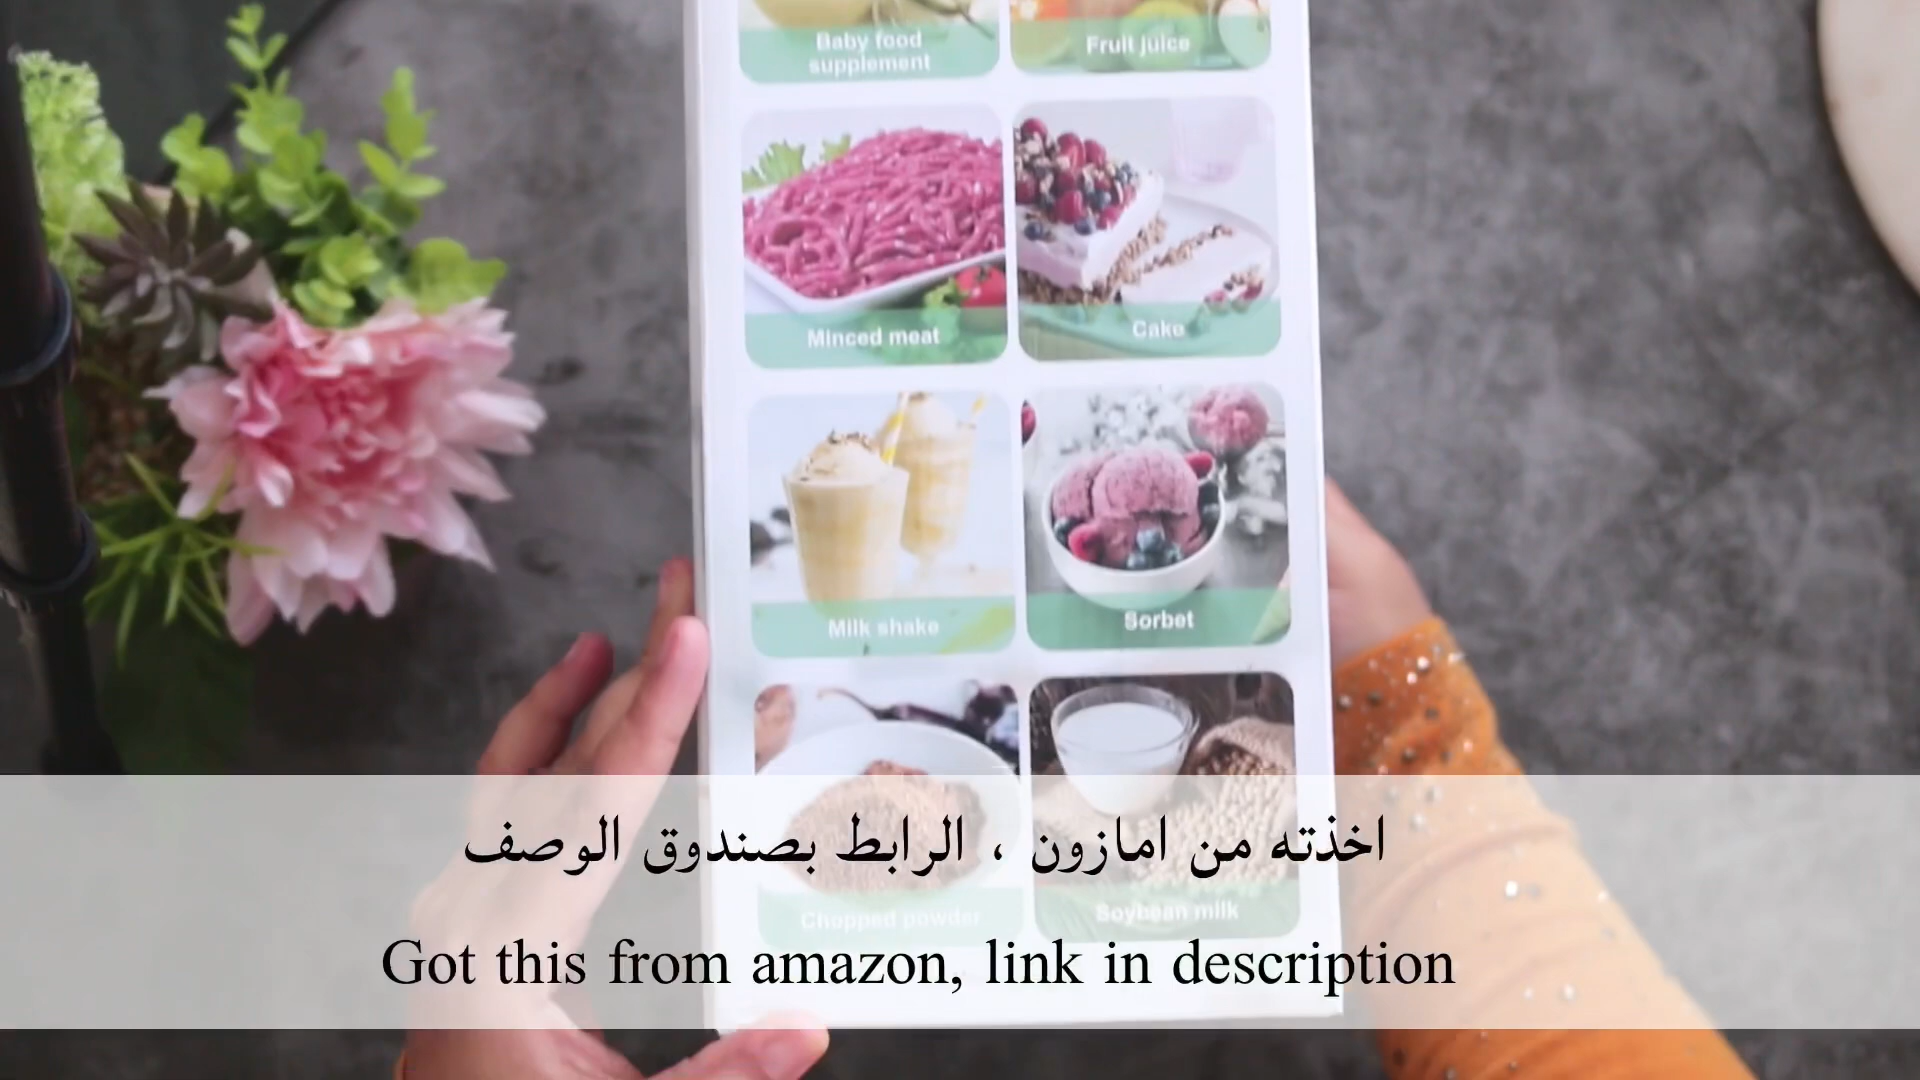 Baby food
supplement
Fruit juice
Minced meat
Cake
Milk shake
Sorbet
Chopped powder
Soybean milk
اخذته من امازون ، الرابط بصندوق الوصف
Got this from amazon, link in description